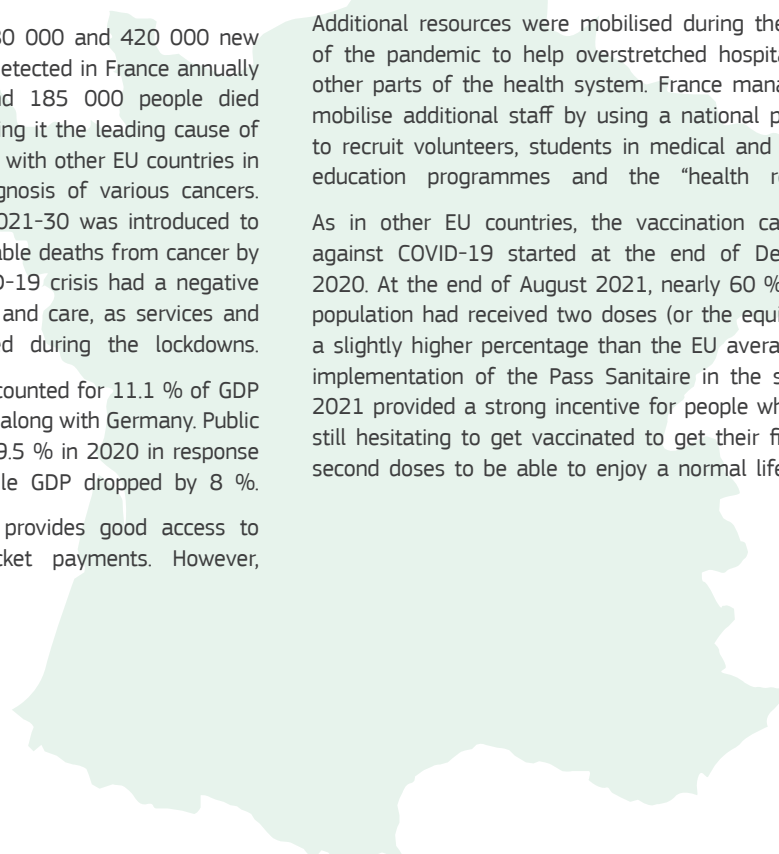 000 and 420 000 new
etected in France annually
d 185 000 people died
ing it the leading cause of
with other EU countries in
gnosis of various cancers.
021-30 was introduced to
able deaths from cancer by
D-19 crisis had a negative
and care, as services and
ed during the lockdowns.
counted for 11.1 % of GDP
along with Germany. Public
9.5 % in 2020 in response
le GDP dropped by 8 %.
provides good access to
cket payments. However,
Additional resources were mobilised during the
of the pandemic to help overstretched hospita
other parts of the health system. France mana
mobilise additional staff by using a national p
to recruit volunteers, students in medical and
education programmes and the “health re
As in other EU countries, the vaccination ca
against COVID-19 started at the end of De
2020. At the end of August 2021, nearly 60 %
population had received two doses (or the equi
a slightly higher percentage than the EU avera
implementation of the Pass Sanitaire in the s
2021 provided a strong incentive for people wh
still hesitating to get vaccinated to get their fi
second doses to be able to enjoy a normal life